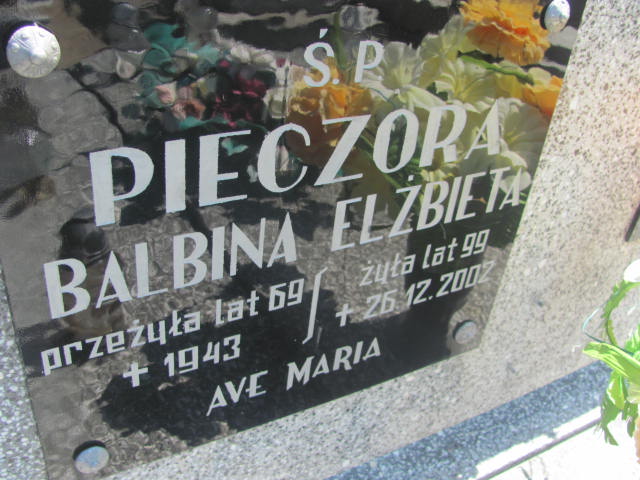 Ś.P.
PIECZORA
BALBINA ELŻBIETA
przeżyła lat 69 żyła lat 99
+ 1943 + 26.12.2002
AVE MARIA